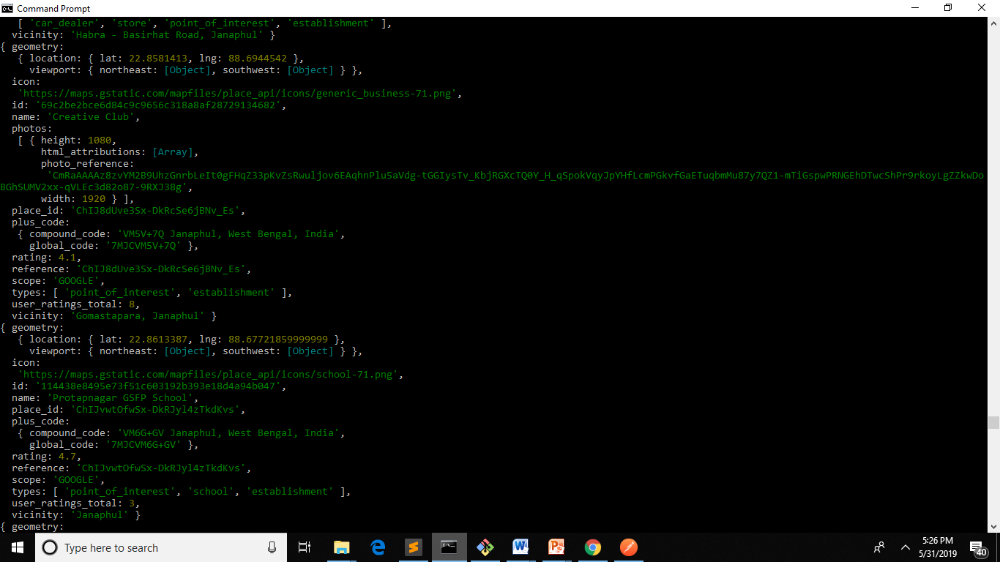 Command Prompt
[ 'car_dealer', 'store', 'point_of_interest', 'establishment' ],
vicinity: 'Habra - Basirhat Road, Janaphul' }
{ geometry:
{ location: { lat: 22.8581413, lng: 88.6944542 },
viewport: { northeast: [Object], southwest: [Object] } },
icon:
'https://maps.gstatic.com/mapfiles/place_api/icons/generic_business-71.png',
id: '69c2be2bce6d84c9c9656c318a8af28729134682',
name: 'Creative Club',
photos:
[ { height: 1080,
html_attributions: [Array],
photo_reference:
'CmRaAAAAz8zvYM2B9UhzGnrbLeIt0gFHqZ33pKvZsRwuljov6EAqhnPlu5aVdg-tGGIysTv_KbjRGXcTQ0Y_H_qSpokVqyJpYHfLcmPGkvfGaETuqbmMu87y7QZ1-mTiGspwPRNGEhDTwcShPr9rkoyLgZZkwDo
BGhSUMV2xx-qVLEc3d82o87-9RXJ38g',
width: 1920 } ],
place_id: 'ChIJ8dUve3Sx-DkRcSe6jBNv_Es',
plus_code:
{ compound_code: 'VM5V+7Q Janaphul, West Bengal, India',
global_code: '7MJCVM5V+7Q' },
rating: 4.1,
reference: 'ChIJ8dUve3Sx-DkRcSe6jBNv_Es',
scope: 'GOOGLE',
types: [ 'point_of_interest', 'establishment' ],
user_ratings_total: 8,
vicinity: 'Gomastapara, Janaphul' }
{ geometry:
{ location: { lat: 22.8613387, lng: 88.67721859999999 },
viewport: { northeast: [Object], southwest: [Object] } },
icon:
'https://maps.gstatic.com/mapfiles/place_api/icons/school-71.png',
id: '114438e8495e73f51c603192b393e18d4a94b047',
name: 'Protapnagar GSFP School',
place_id: 'ChIJvwtOfwSx-DkRJyl4zTkdKvs',
plus_code:
{ compound_code: 'VM6G+GV Janaphul, West Bengal, India',
global_code: '7MJCVM6G+GV' },
rating: 4.7,
reference: 'ChIJvwtOfwSx-DkRJyl4zTkdKvs',
scope: 'GOOGLE',
types: [ 'point_of_interest', 'school', 'establishment' ],
user_ratings_total: 3,
vicinity: 'Janaphul' }
{ geometry:
Type here to search
5:26 PM
5/31/2019
40